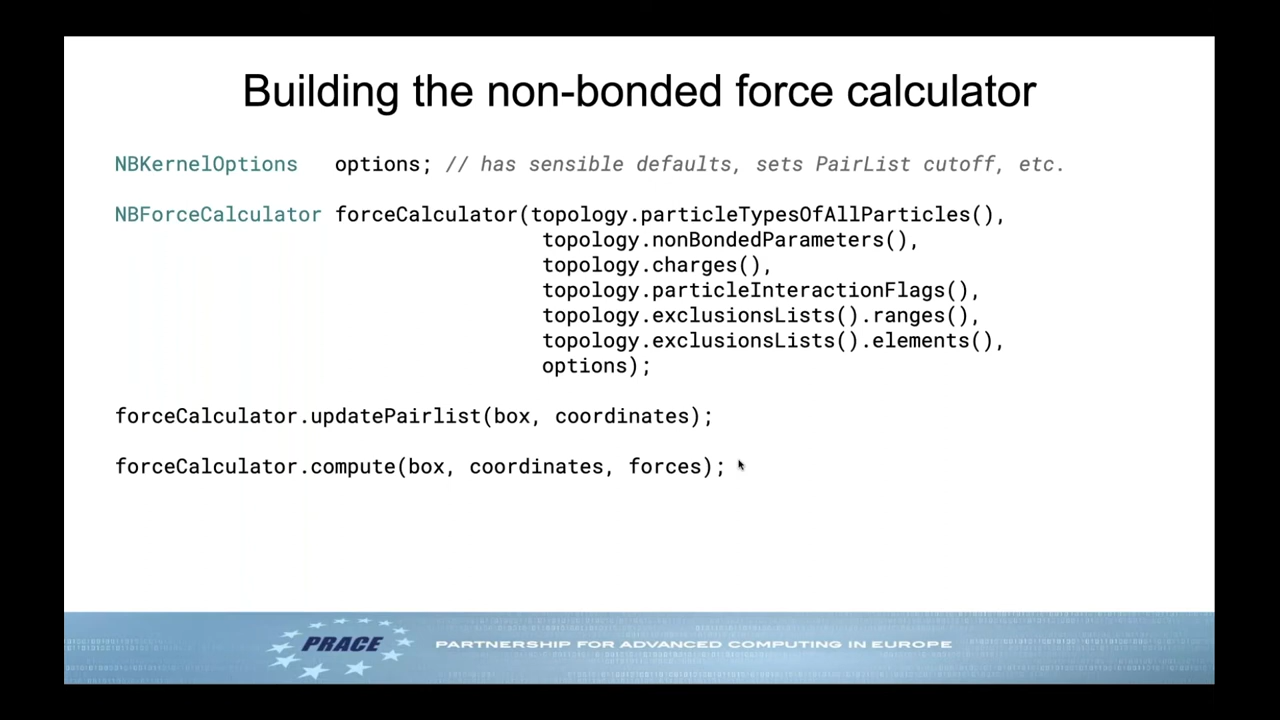 Building the non-bonded force calculator
NBKernelOptions options; // has sensible defaults, sets PairList cutoff, etc.
NBForceCalculator forceCalculator(topology.particleTypesOfAllParticles(),
topology.nonBondedParameters(),
topology.charges(),
topology.particleInteractionFlags(),
topology.exclusionsLists().ranges(),
topology.exclusionsLists().elements(),
options);
forceCalculator.updatePairlist(box, coordinates);
forceCalculator.compute(box, coordinates, forces);
PRACE
PARTNERSHIP FOR ADVANCED COMPUTING IN EUROPE